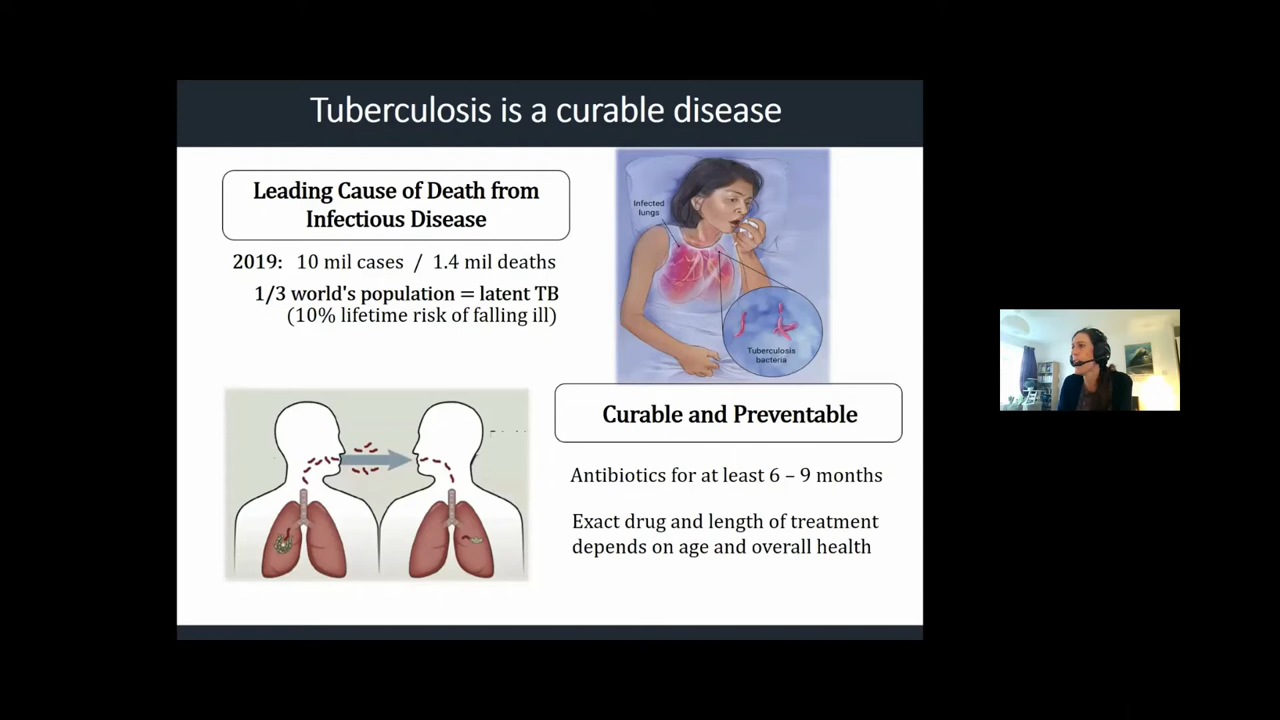 Tuberculosis is a curable disease
Leading Cause of Death from
Infectious Disease
2019: 10 mil cases / 1.4 mil deaths
1/3 world's population = latent TB
(10% lifetime risk of falling ill)
Infected
lungs
Tuberculosis
bacteria
Curable and Preventable
Antibiotics for at least 6 – 9 months
Exact drug and length of treatment
depends on age and overall health